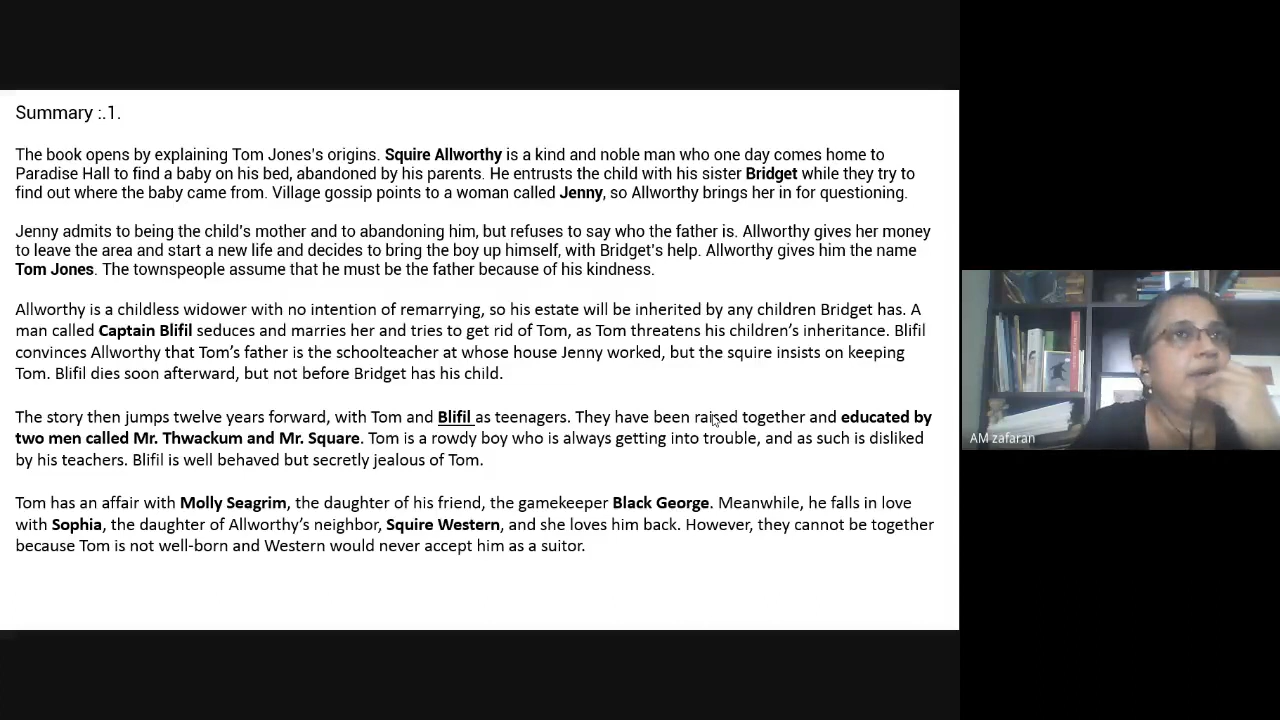 Summary :.1.
The book opens by explaining Tom Jones's origins. Squire Allworthy is a kind and noble man who one day comes home to
Paradise Hall to find a baby on his bed, abandoned by his parents. He entrusts the child with his sister Bridget while they try to
find out where the baby came from. Village gossip points to a woman called Jenny, so Allworthy brings her in for questioning.
Jenny admits to being the child's mother and to abandoning him, but refuses to say who the father is. Allworthy gives her money
to leave the area and start a new life and decides to bring the boy up himself, with Bridget's help. Allworthy gives him the name
Tom Jones. The townspeople assume that he must be the father because of his kindness.
Allworthy is a childless widower with no intention of remarrying, so his estate will be inherited by any children Bridget has. A
man called Captain Blifil seduces and marries her and tries to get rid of Tom, as Tom threatens his children’s inheritance. Blifil
convinces Allworthy that Tom’s father is the schoolteacher at whose house Jenny worked, but the squire insists on keeping
Tom. Blifil dies soon afterward, but not before Bridget has his child.
The story then jumps twelve years forward, with Tom and Blifil as teenagers. They have been raised together and educated by
two men called Mr. Thwackum and Mr. Square. Tom is a rowdy boy who is always getting into trouble, and as such is disliked
by his teachers. Blifil is well behaved but secretly jealous of Tom.
Tom has an affair with Molly Seagrim, the daughter of his friend, the gamekeeper Black George. Meanwhile, he falls in love
with Sophia, the daughter of Allworthy’s neighbor, Squire Western, and she loves him back. However, they cannot be together
because Tom is not well-born and Western would never accept him as a suitor.
AM zafaran